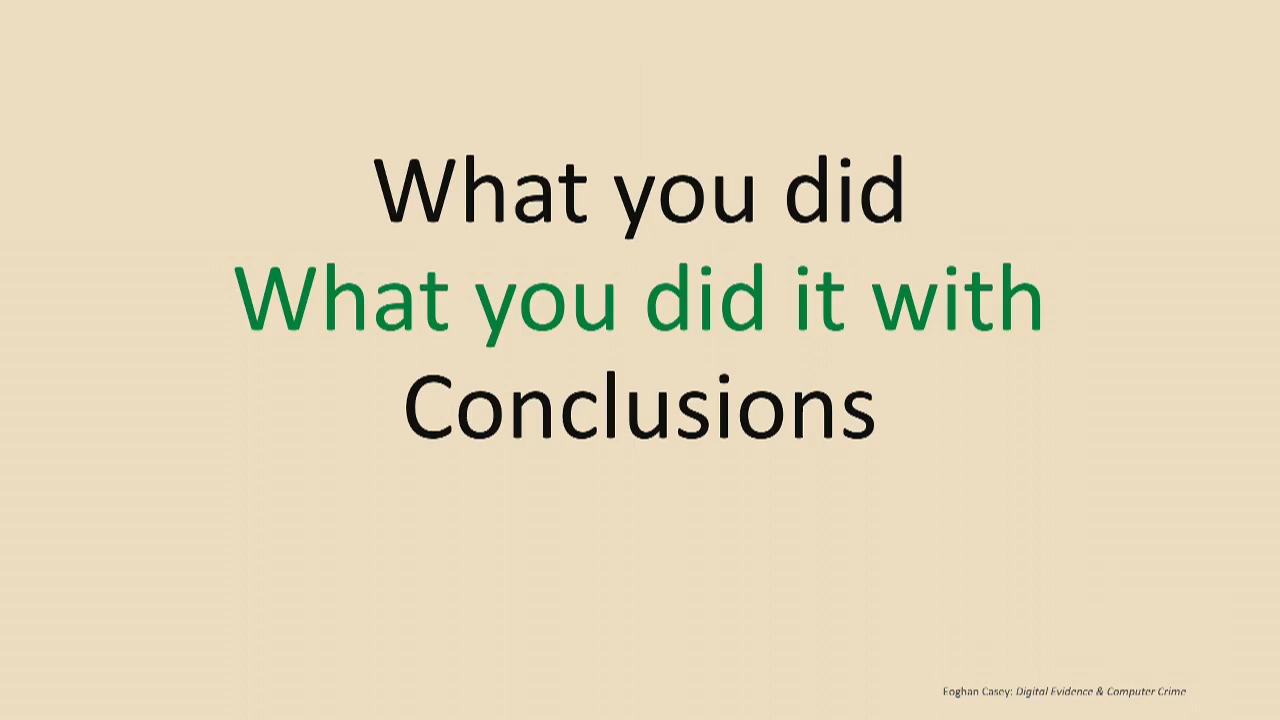 What you did
What you did it with
Conclusions
Eoghan Casey: Digital Evidence & Computer Crime